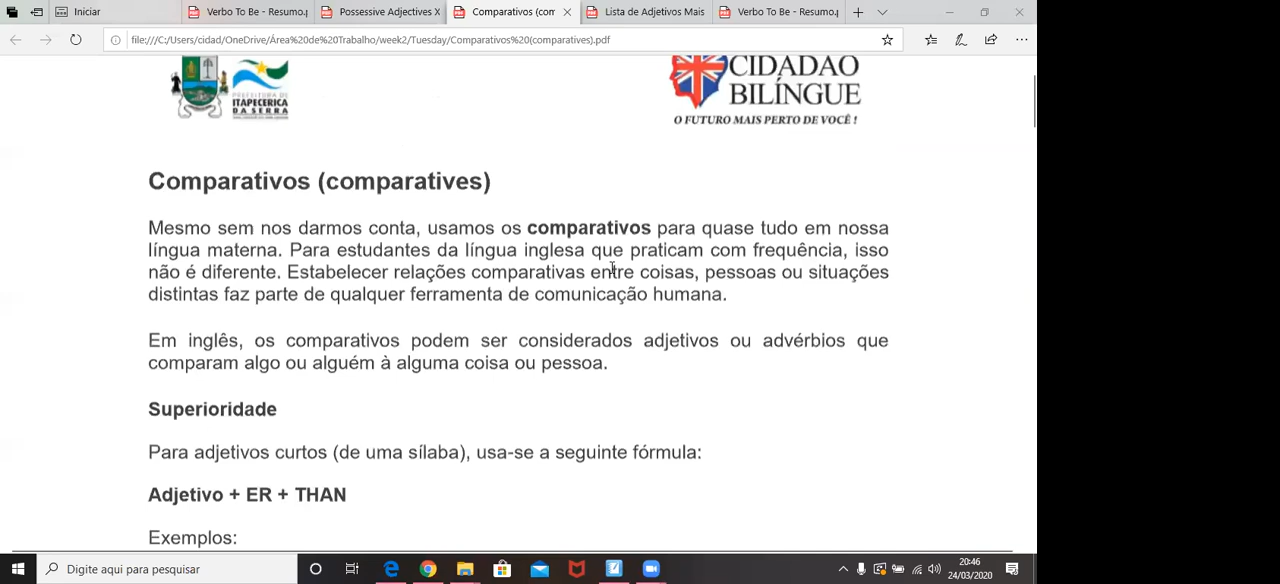 Iniciar
Verbo To Be - Resumo.p
Possessive Adjectives X
Comparativos (con
Lista de Adjetivos Mais
Verbo To Be - Resumo.p
file:///C:/Users/cidad/OneDrive/Área%20de%20Trabalho/week2/Tuesday/Comparativos%20(comparatives).pdf
PREFEITURA DE
ITAPECERICA
DA SERRA
CIDADAO
BILÍNGUE
O FUTURO MAIS PERTO DE VOCÊ !
Comparativos (comparatives)
Mesmo sem nos darmos conta, usamos os comparativos para quase tudo em nossa
língua materna. Para estudantes da língua inglesa que praticam com frequência, isso
não é diferente. Estabelecer relações comparativas entre coisas, pessoas ou situações
distintas faz parte de qualquer ferramenta de comunicação humana.
Em inglês, os comparativos podem ser considerados adjetivos ou advérbios que
comparam algo ou alguém à alguma coisa ou pessoa.
Superioridade
Para adjetivos curtos (de uma sílaba), usa-se a seguinte fórmula:
Adjetivo + ER + THAN
Exemplos:
Digite aqui para pesquisar
20:46
24/03/2020